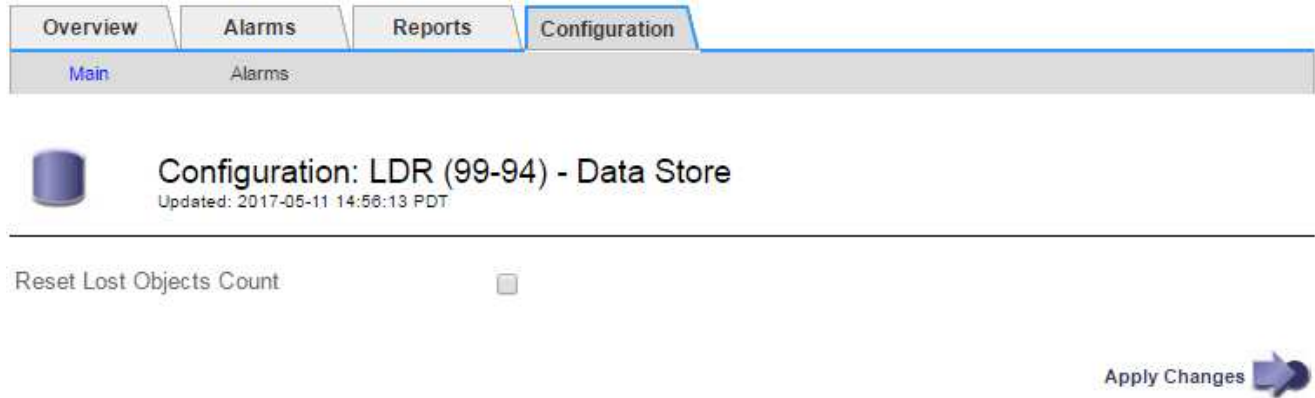 Overview Alarms Reports Configuration
Main Alarms
Configuration: LDR (99-94) - Data Store
Updated: 2017-05-11 14:56:13 PDT
Reset Lost Objects Count
Apply Changes